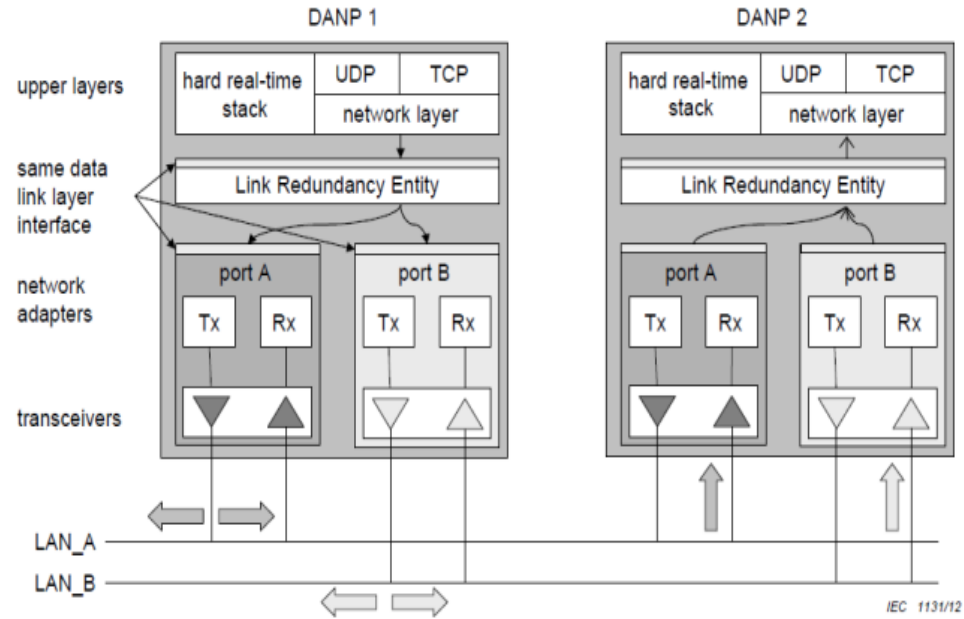 DANP 1
DANP 2
upper layers
hard real-time
stack
UDP
TCP
network layer
hard real-time
stack
UDP
TCP
network layer
same data
link layer
interface
Link Redundancy Entity
Link Redundancy Entity
network
adapters
port A
port B
port A
port B
Tx
Rx
Tx
Rx
Tx
Rx
Tx
Rx
transceivers
LAN_A
LAN_B
IEC 1131/12